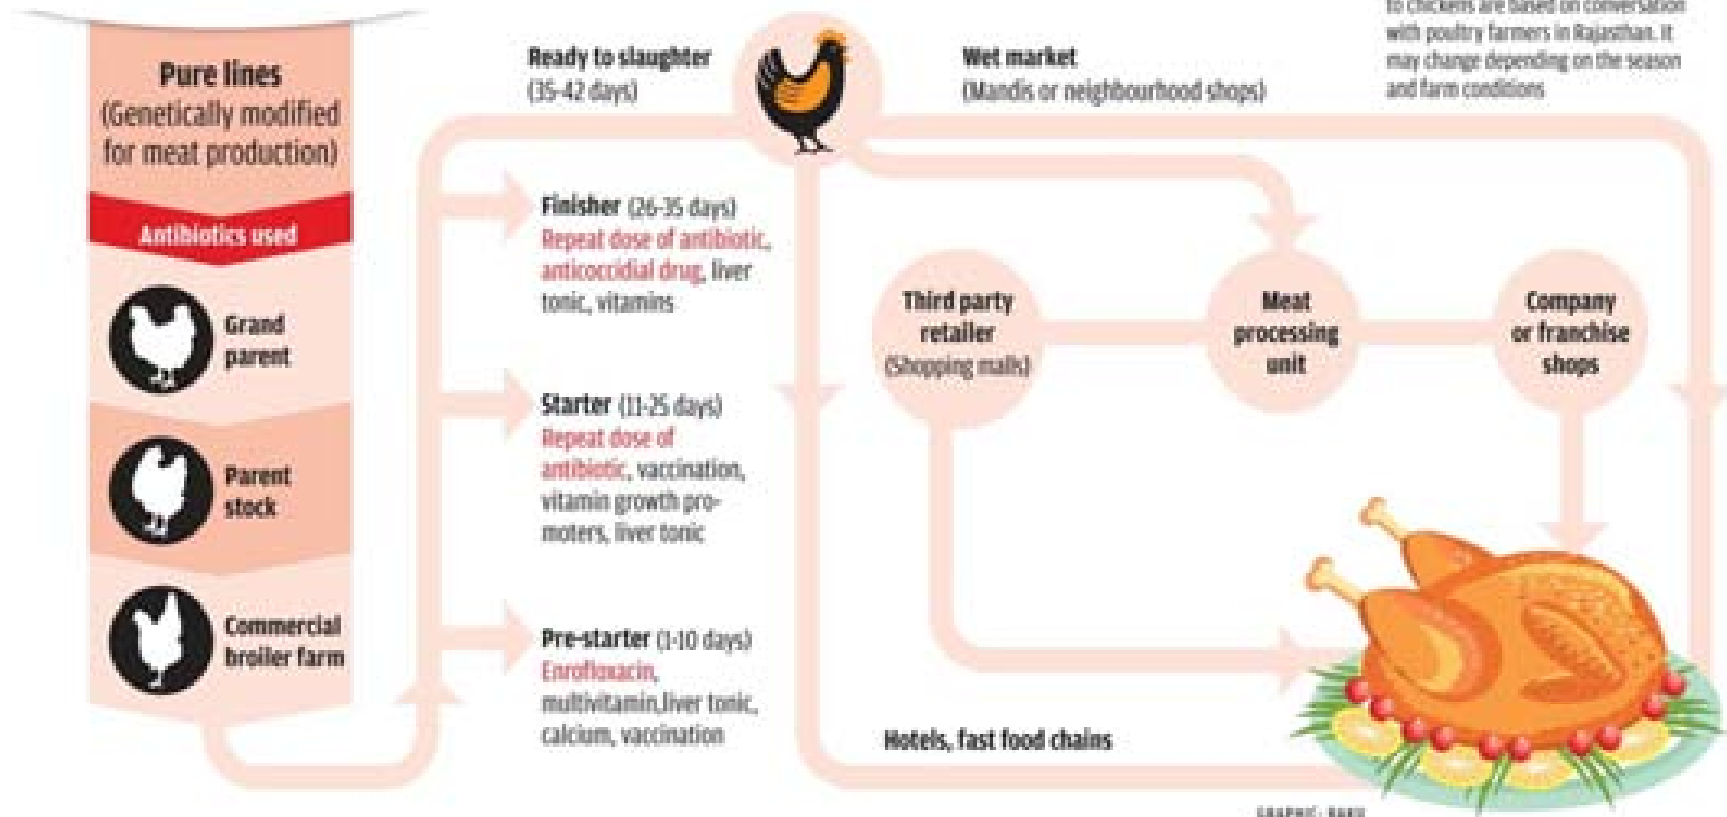 to chickens are based on conversation
with poultry farmers in Rajasthan. It
may change depending on the season
and farm conditions
Pure lines
(Genetically modified
for meat production)
Antibiotics used
Grand
parent
Parent
stock
Commercial
broiler farm
Ready to slaughter
(35-42 days)
Finisher (26-35 days)
Repeat dose of antibiotic,
anticoccidial drug, liver
tonic, vitamins
Starter (11-25 days)
Repeat dose of
antibiotic, vaccination,
vitamin growth pro-
moters, liver tonic
Pre-starter (1-10 days)
Enrofloxacin,
multivitamin,liver tonic,
calcium, vaccination
Wet market
(Mandis or neighbourhood shops)
Third party
retailer
(Shopping malls)
Meat
processing
unit
Company
or franchise
shops
Hotels, fast food chains
GRAPHIC: RAKU